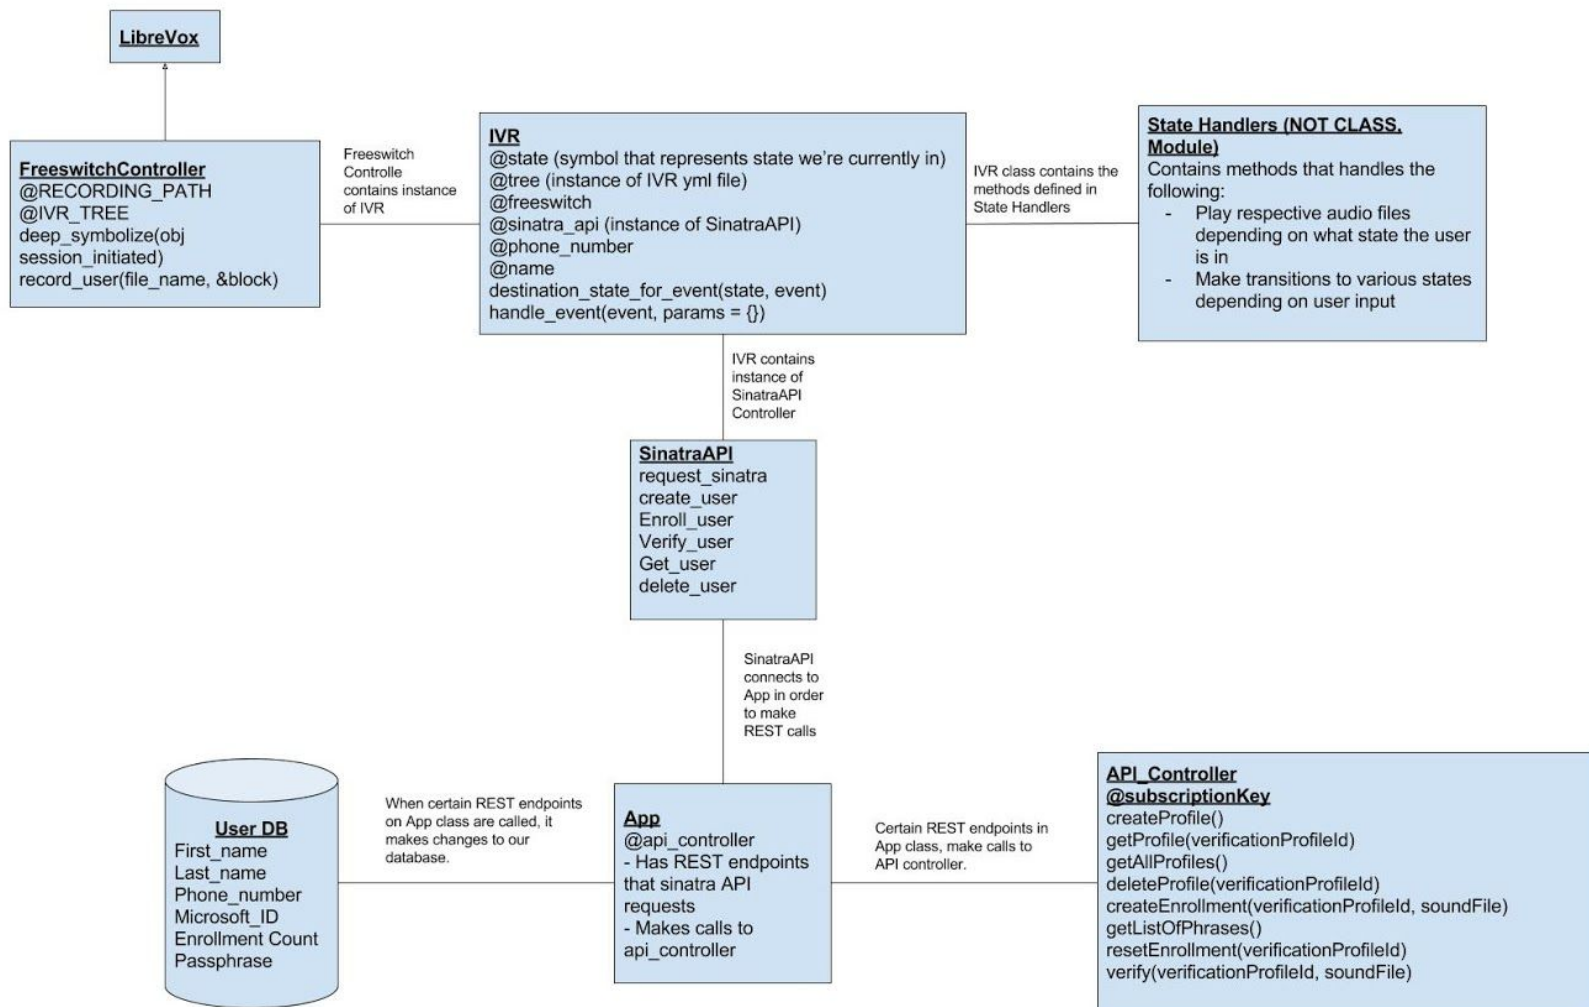 LibreVox
FreeswitchController
@RECORDING_PATH
@IVR_TREE
deep_symbolize(obj
session_initiated)
record_user(file_name, &block)
Freeswitch
Controlle
contains instance
of IVR
IVR
@state (symbol that represents state we're currently in)
@tree (instance of IVR yml file)
@freeswitch
@sinatra_api (instance of SinatraAPI)
@phone_number
@name
destination_state_for_event(state, event)
handle_event(event, params = {})
IVR class contains the
methods defined in
State Handlers
State Handlers (NOT CLASS,
Module)
Contains methods that handles the
following:
- Play respective audio files
depending on what state the user
is in
- Make transitions to various states
depending on user input
IVR contains
instance of
SinatraAPI
Controller
SinatraAPI
request_sinatra
create_user
Enroll_user
Verify_user
Get_user
delete_user
SinatraAPI
connects to
App in order
to make
REST calls
User DB
First_name
Last_name
Phone_number
Microsoft_ID
Enrollment Count
Passphrase
When certain REST endpoints
on App class are called, it
makes changes to our
database.
App
@api_controller
- Has REST endpoints
that sinatra API
requests
- Makes calls to
api_controller
Certain REST endpoints in
App class, make calls to
API controller.
API_Controller
@subscriptionKey
createProfile()
getProfile(verificationProfileId)
getAllProfiles()
deleteProfile(verificationProfileId)
createEnrollment(verificationProfileId, soundFile)
getListOfPhrases()
resetEnrollment(verificationProfileId)
verify(verificationProfileId, soundFile)